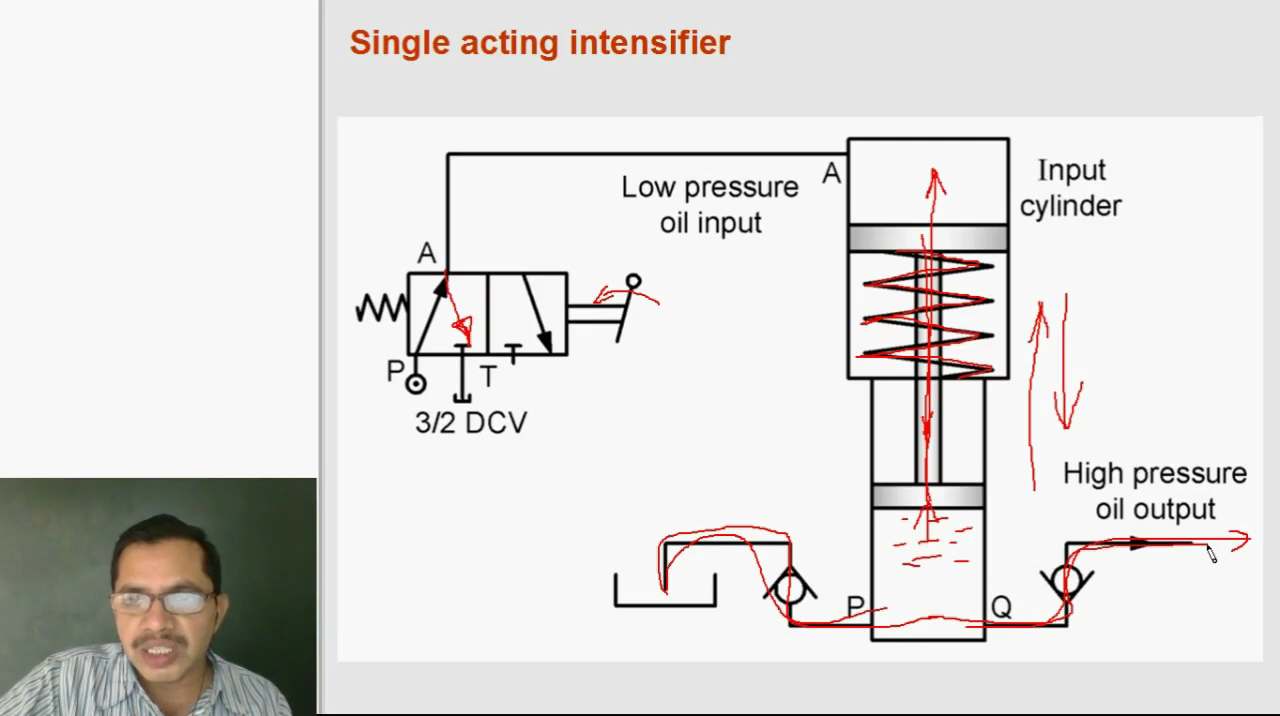 Single acting intensifier
Low pressure
oil input
A
Input
cylinder
A
P
T
3/2 DCV
High pressure
oil output
P
Q